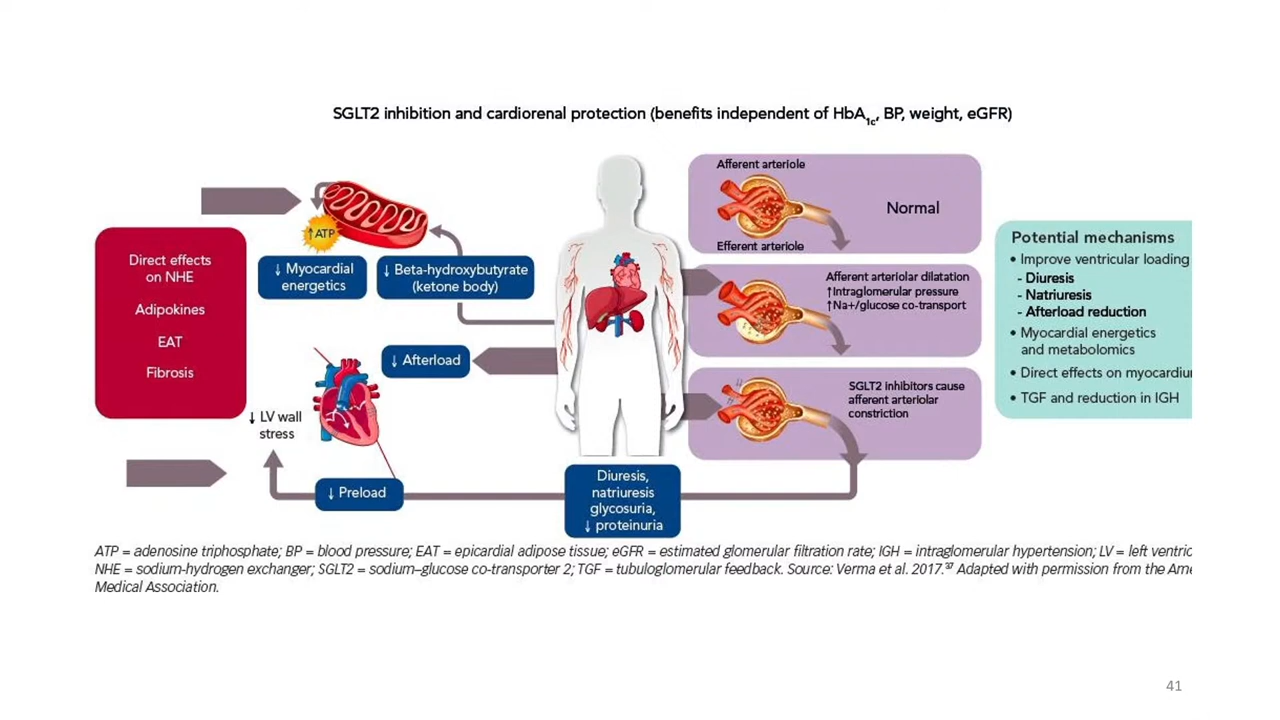 SGLT2 inhibition and cardiorenal protection (benefits independent of HbA1c, BP, weight, eGFR)
Direct effects
on NHE
Adipokines
EAT
Fibrosis
↑ATP
↓ Myocardial
energetics
↓ Beta-hydroxybutyrate
(ketone body)
↓ Afterload
↓ LV wall
stress
↓ Preload
Diuresis,
natriuresis
glycosuria,
↓ proteinuria
Afferent arteriole
Normal
Efferent arteriole
Afferent arteriolar dilatation
↑Intraglomerular pressure
↑Na+/glucose co-transport
SGLT2 inhibitors cause
afferent arteriolar
constriction
Potential mechanisms
• Improve ventricular loading
- Diuresis
- Natriuresis
- Afterload reduction
• Myocardial energetics
and metabolomics
• Direct effects on myocardiu
• TGF and reduction in IGH
ATP = adenosine triphosphate; BP = blood pressure; EAT = epicardial adipose tissue; eGFR = estimated glomerular filtration rate; IGH = intraglomerular hypertension; LV = left ventric
NHE = sodium-hydrogen exchanger; SGLT2 = sodium–glucose co-transporter 2; TGF = tubuloglomerular feedback. Source: Verma et al. 2017.³⁷ Adapted with permission from the Ame
Medical Association.
41